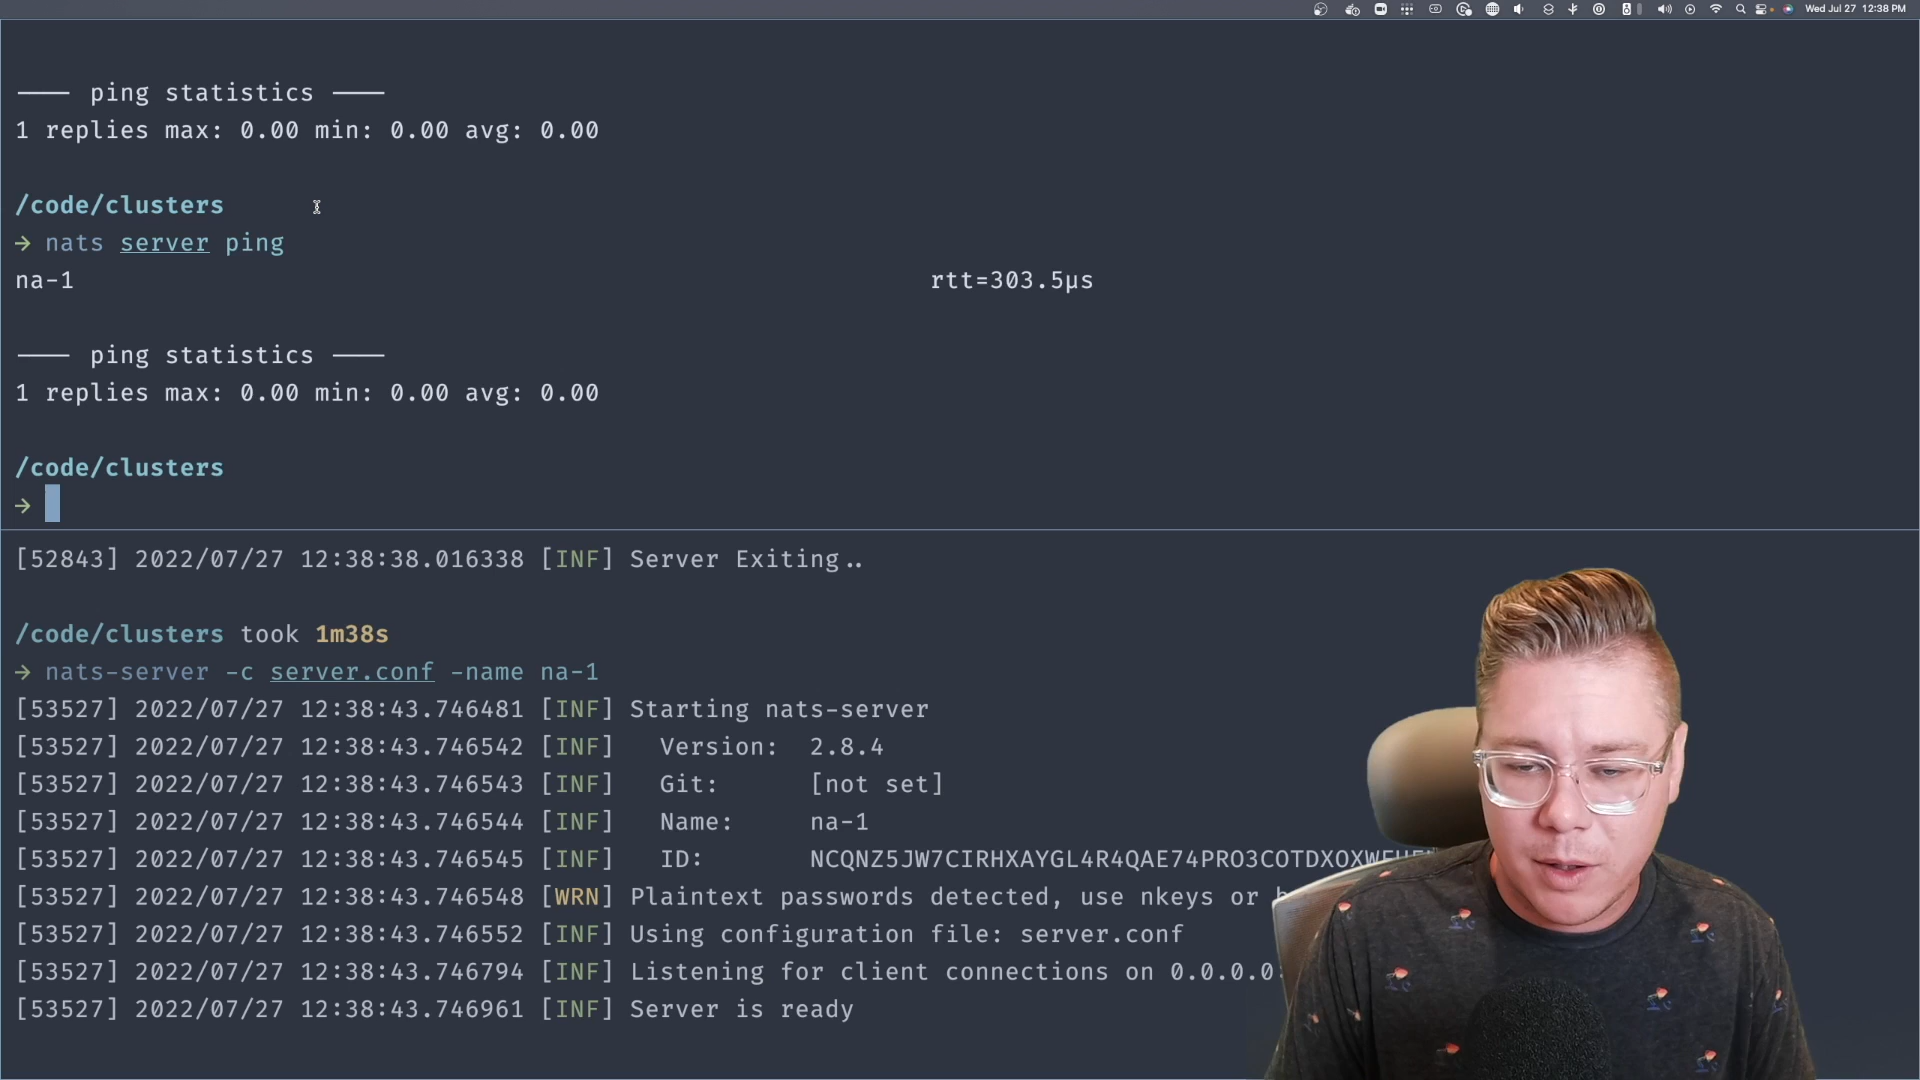 Wed Jul 27 12:38 PM
—— ping statistics ——
1 replies max: 0.00 min: 0.00 avg: 0.00
/code/clusters
→ nats server ping
na-1 rtt=303.5µs
—— ping statistics ——
1 replies max: 0.00 min: 0.00 avg: 0.00
/code/clusters
→
[52843] 2022/07/27 12:38:38.016338 [INF] Server Exiting..
/code/clusters took 1m38s
→ nats-server -c server.conf -name na-1
[53527] 2022/07/27 12:38:43.746481 [INF] Starting nats-server
[53527] 2022/07/27 12:38:43.746542 [INF] Version: 2.8.4
[53527] 2022/07/27 12:38:43.746543 [INF] Git: [not set]
[53527] 2022/07/27 12:38:43.746544 [INF] Name: na-1
[53527] 2022/07/27 12:38:43.746545 [INF] ID:
[53527] 2022/07/27 12:38:43.746548 [WRN] Plaintext passwords detected, use nkeys or
[53527] 2022/07/27 12:38:43.746552 [INF] Using configuration file: server.conf
[53527] 2022/07/27 12:38:43.746794 [INF] Listening for client connections on 0.0.0.0
[53527] 2022/07/27 12:38:43.746961 [INF] Server is ready